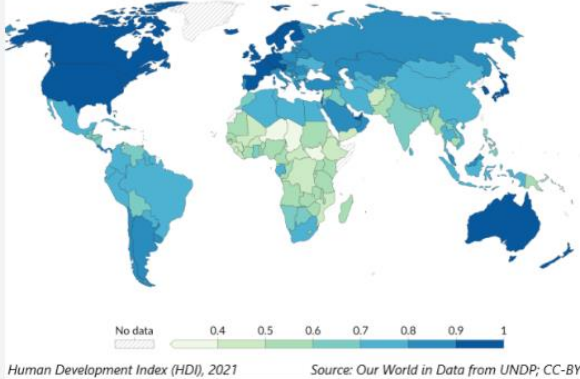 No data 0.4 0.5 0.6 0.7 0.8 0.9 1
Human Development Index (HDI), 2021 Source: Our World in Data from UNDP; CC-BY